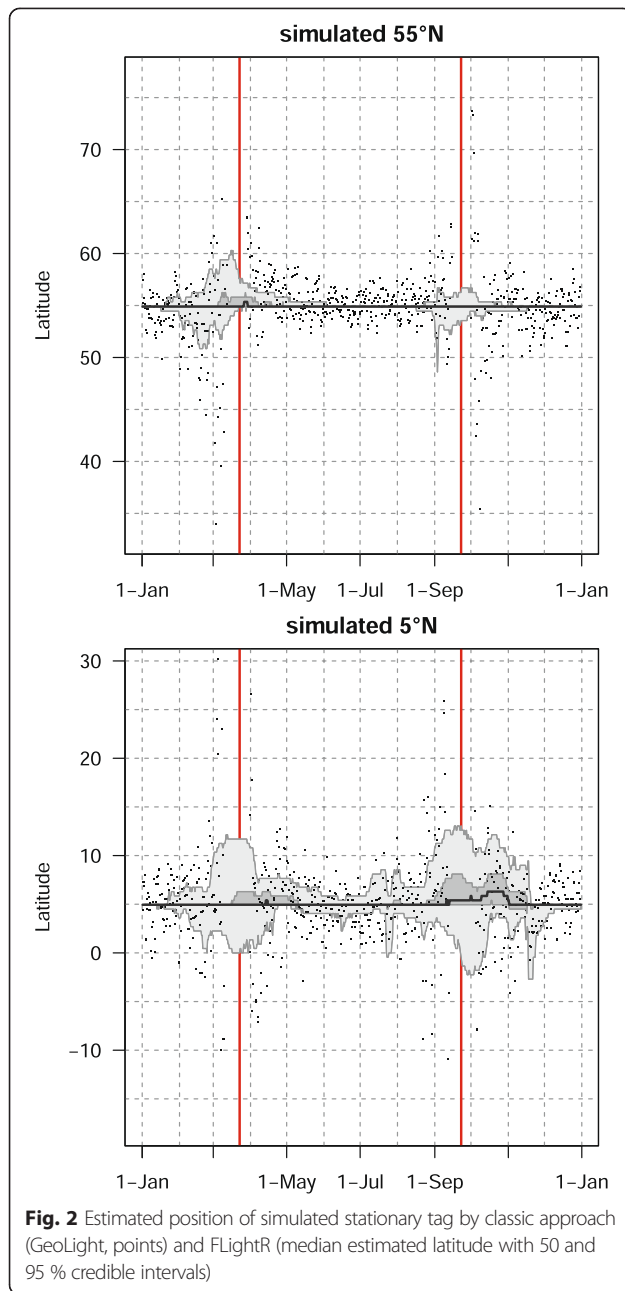 simulated 55°N
70
60
50
40
Latitude
1–Jan 1–May 1–Jul 1–Sep 1–Jan
simulated 5°N
30
20
10
0
–10
Latitude
1–Jan 1–May 1–Jul 1–Sep 1–Jan
Fig. 2 Estimated position of simulated stationary tag by classic approach
(GeoLight, points) and FLightR (median estimated latitude with 50 and
95 % credible intervals)